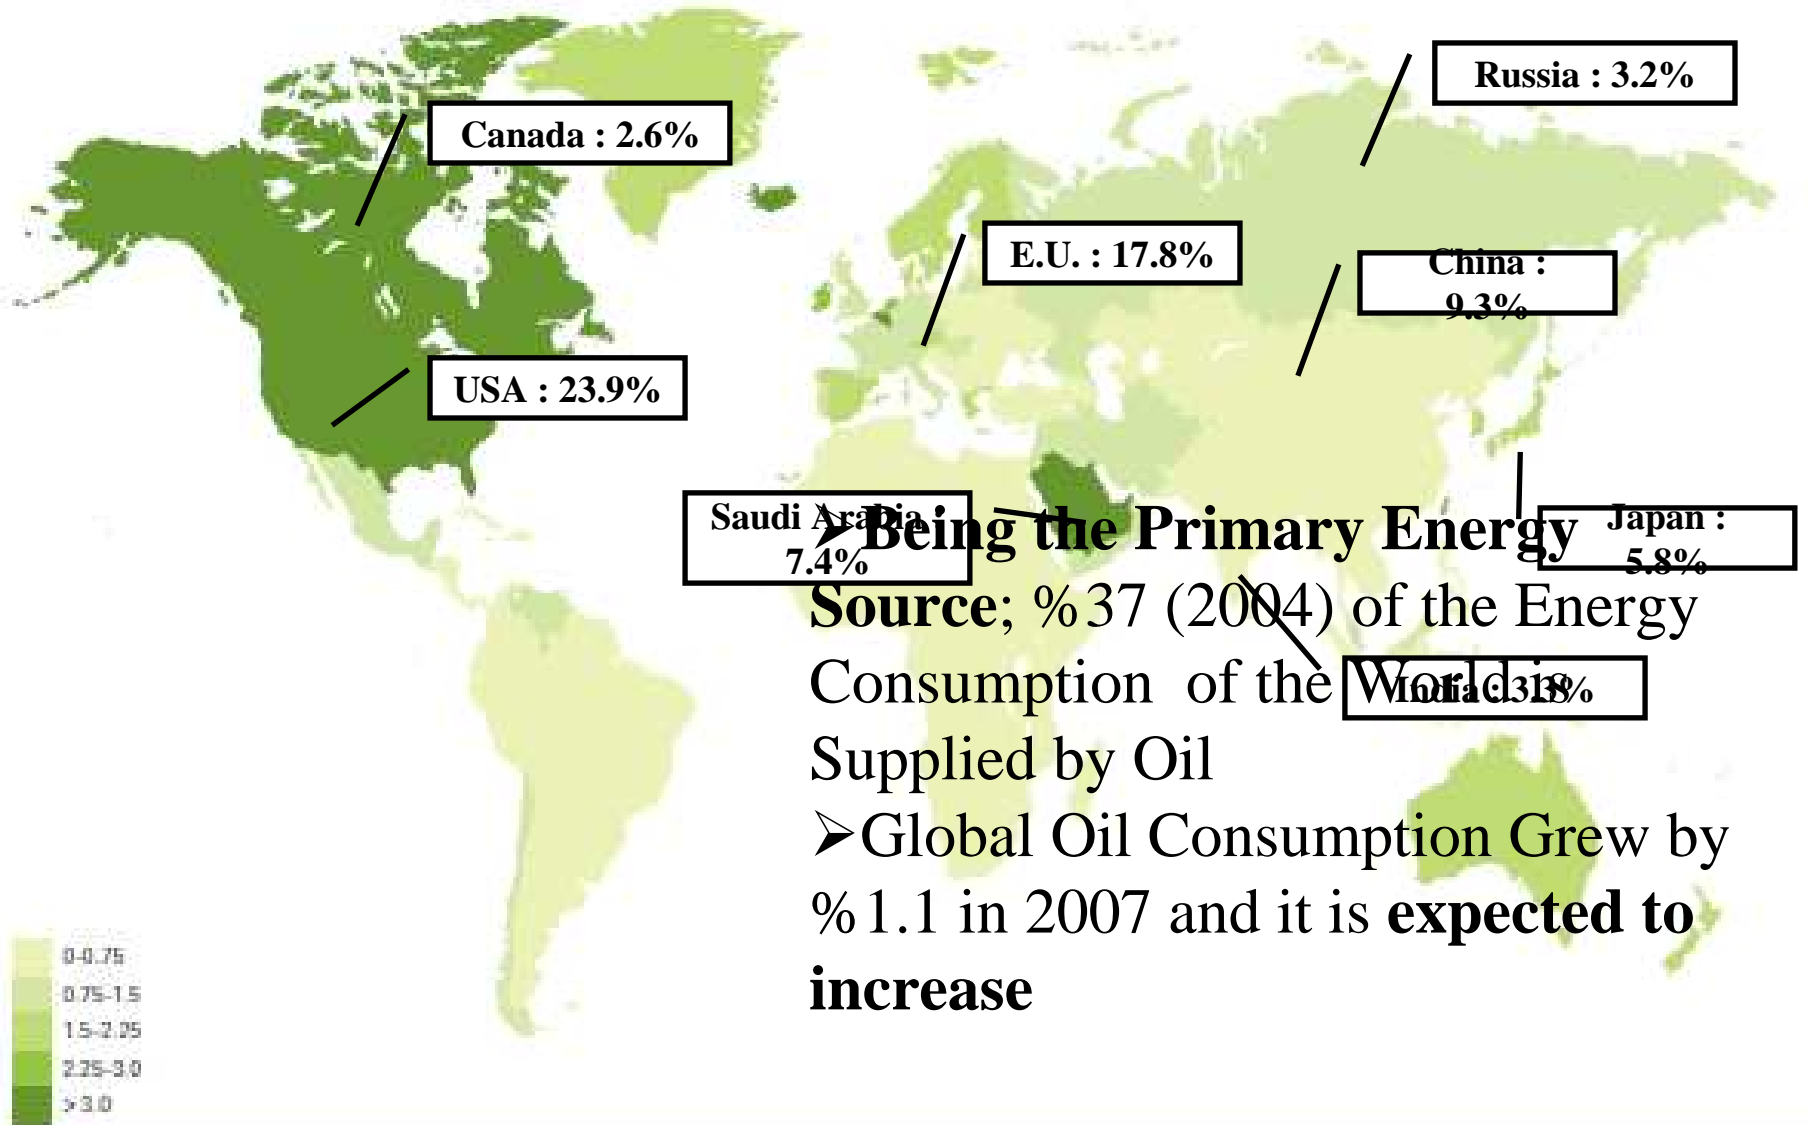 Russia : 3.2%
Canada : 2.6%
E.U. : 17.8%
China :
9.3%
USA : 23.9%
Saudi Arabia :
7.4%
Japan :
5.8%
India : 3.3%
➢Being the Primary Energy
Source; %37 (2004) of the Energy
Consumption of the World is
Supplied by Oil
➢Global Oil Consumption Grew by
%1.1 in 2007 and it is expected to
increase
0-0.75
0.75-1.5
1.5-2.25
2.25-3.0
>3.0